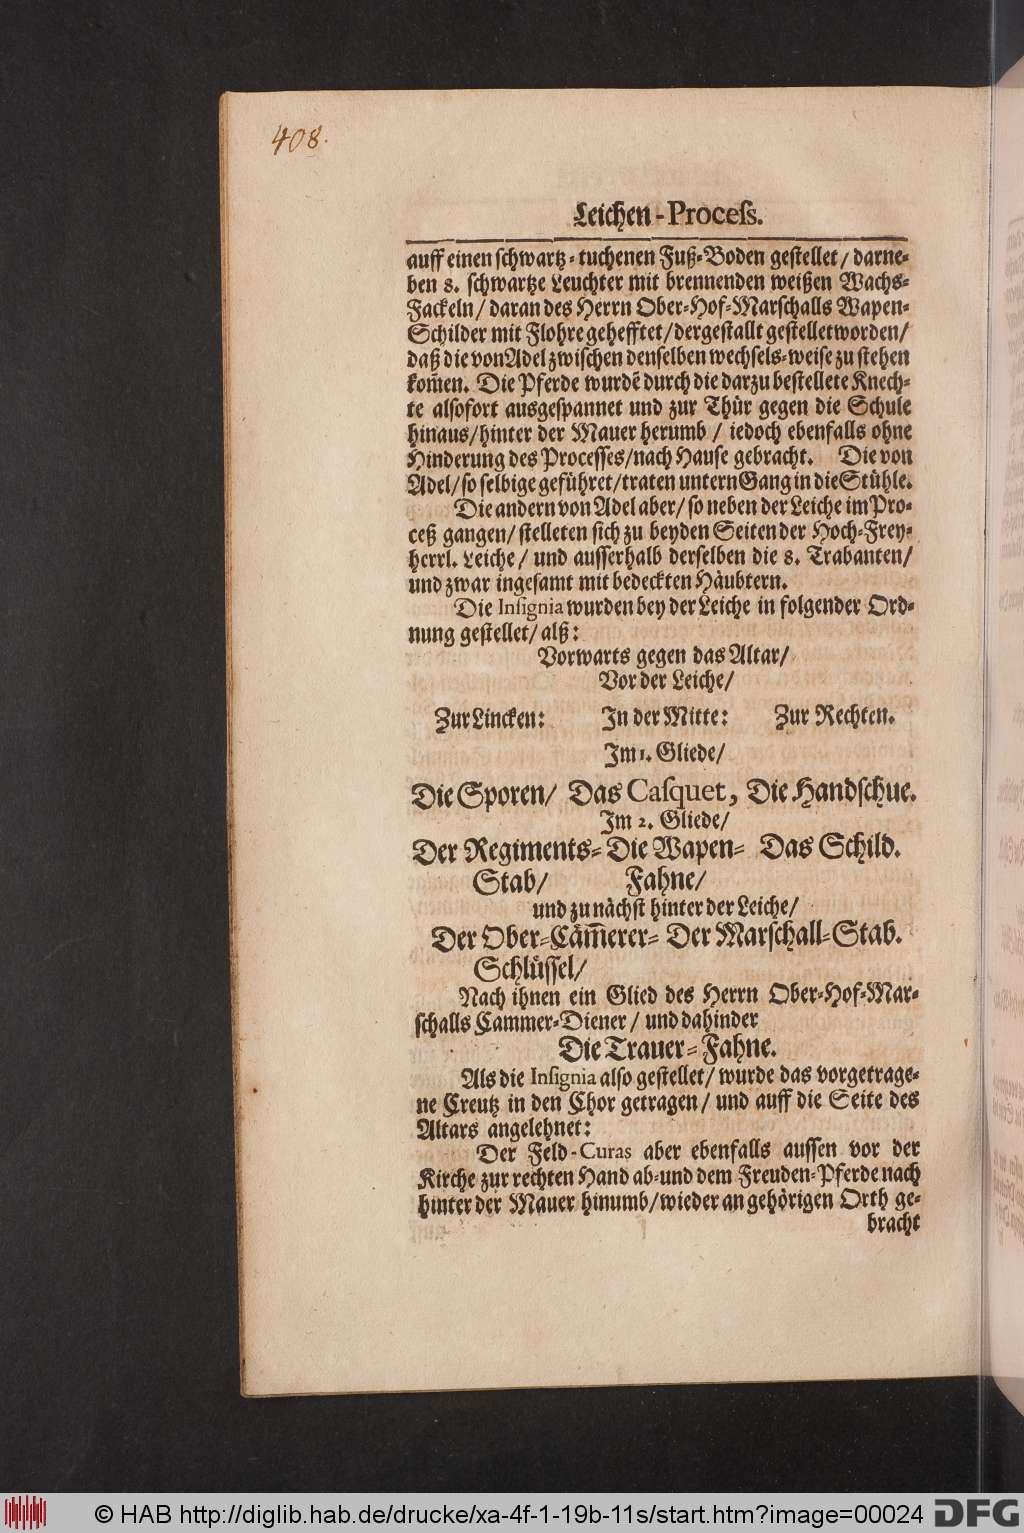 408.
Leichen-Proceſs.
auff einen ſchwartz-tuchenen Fuß-Boden geſtellet/ darne-
ben 8. ſchwartze Leuchter mit brennenden weißen Wachs-
Fackeln/ daran des Herrn Ober-Hof-Marſchalls Wapen-
Schilder mit Flohre gehefftet/ dergeſtallt geſtellet worden/
daß die von Adel zwiſchen denſelben wechſels-weiſe zu ſtehen
kom̃en. Die Pferde wurdẽ durch die darzu beſtellete Knech-
te alſofort ausgeſpannet und zur Thür gegen die Schule
hinaus/ hinter der Mauer herumb / iedoch ebenfalls ohne
Hinderung des Proceſſes/ nach Hauſe gebracht. Die von
Adel/ ſo ſelbige geführet/ traten untern Gang in die Stühle.
Die andern von Adel aber/ ſo neben der Leiche im Pro-
ceß gangen/ ſtelleten ſich zu beyden Seiten der Hoch-Frey-
herrl. Leiche / und auſſerhalb derſelben die 8. Trabanten/
und zwar ingeſamt mit bedeckten Häubtern.
Die Inſignia wurden bey der Leiche in folgender Ord-
nung geſtellet/ alß:
Vorwarts gegen das Altar/
Vor der Leiche/
Zur Lincken: In der Mitte: Zur Rechten.
Im 1. Gliede/
Die Sporen/ Das Caſquet, Die Handſchue.
Im 2. Gliede/
Der Regiments- Die Wapen- Das Schild.
Stab/ Fahne/
und zu nächſt hinter der Leiche/
Der Ober-Cäm̃erer- Der Marſchall-Stab.
Schlüſſel/
Nach ihnen ein Glied des Herrn Ober-Hof-Mar-
ſchalls Cammer-Diener / und dahinder
Die Trauer-Fahne.
Als die Inſignia alſo geſtellet/ wurde das vorgetrage-
ne Creutz in den Chor getragen / und auff die Seite des
Altars angelehnet:
Der Feld-Curas aber ebenfalls auſſen vor der
Kirche zur rechten Hand ab- und dem Freuden-Pferde nach
hinter der Mauer hinumb/ wieder an gehörigen Orth ge-
bracht
© HAB http://diglib.hab.de/drucke/xa-4f-1-19b-11s/start.htm?image=00024 DFG